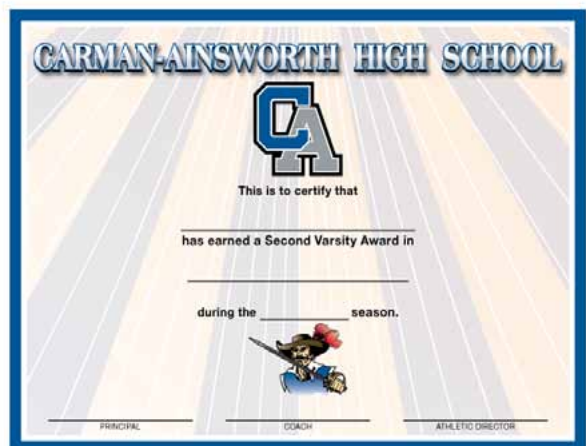 CARMAN-AINSWORTH HIGH SCHOOL
CA
This is to certify that
has earned a Second Varsity Award in
during the ____________ season.
PRINCIPAL COACH ATHLETIC DIRECTOR